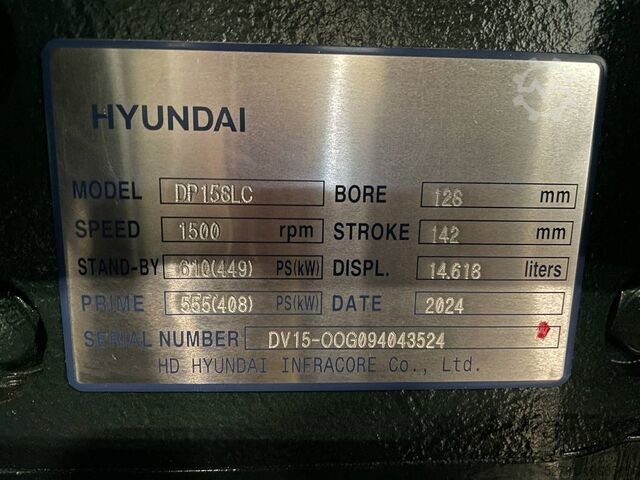 HYUNDAI
MODEL DP158LC BORE 128 mm
SPEED 1500 rpm STROKE 142 mm
STAND-BY 610(449) PS(kW) DISPL. 14.618 liters
PRIME 555(408) PS(kW) DATE 2024
SERIAL NUMBER DV15-OOG094043524
HD HYUNDAI INFRACORE Co., Ltd.